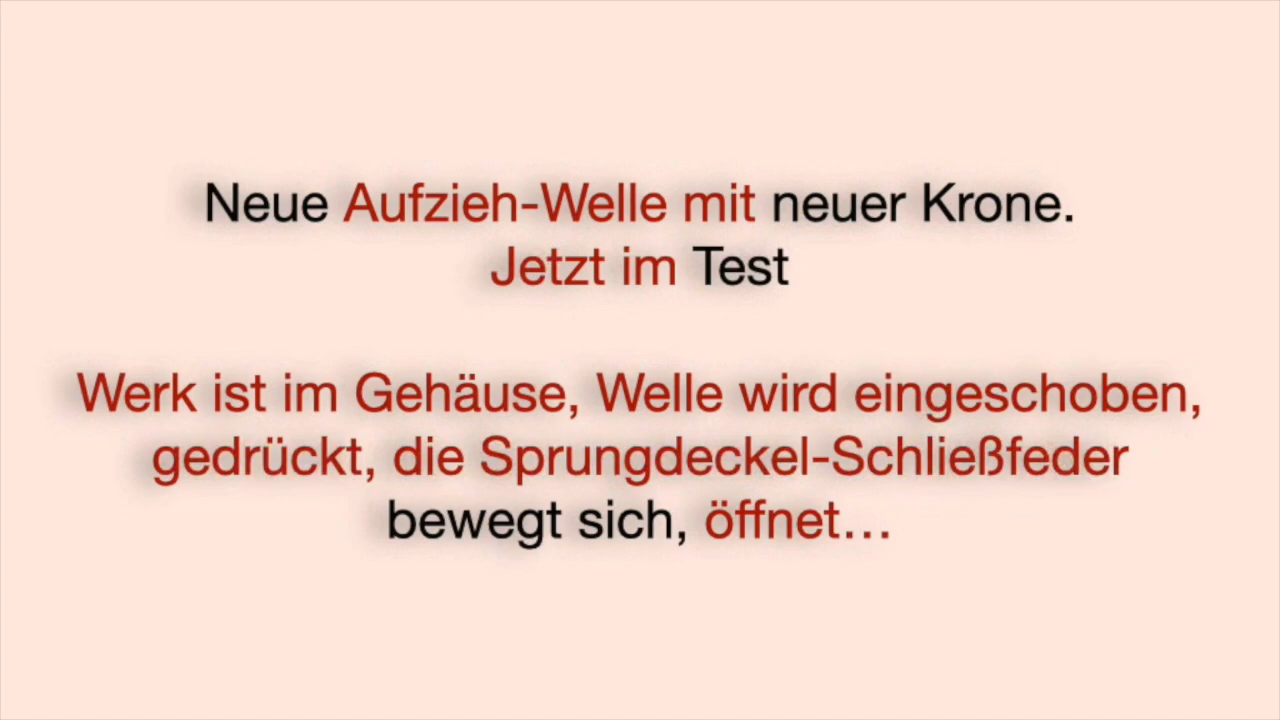 Neue Aufzieh-Welle mit neuer Krone.
Jetzt im Test
Werk ist im Gehäuse, Welle wird eingeschoben,
gedrückt, die Sprungdeckel-Schließfeder
bewegt sich, öffnet…